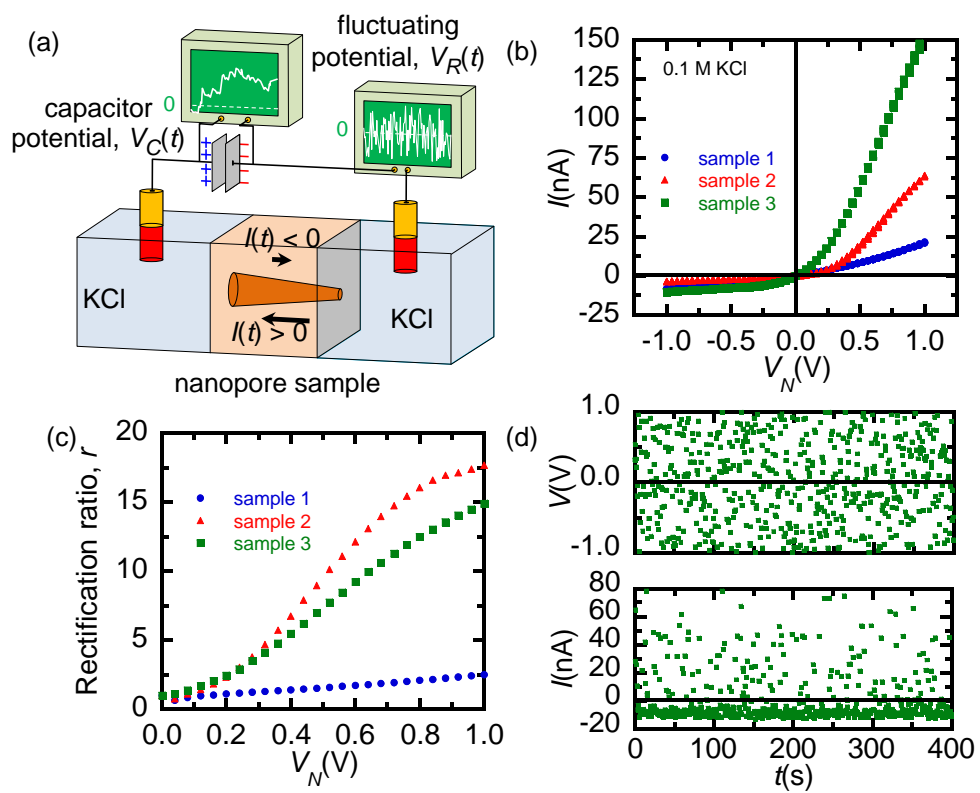 (a)
fluctuating
potential, V_R(t)
capacitor
potential, V_C(t)
0
0
+ −
+ −
+ −
+ −
I(t) < 0
KCl
I(t) > 0
KCl
nanopore sample
(b)
150
125
100
75
50
25
0
-25
I(nA)
0.1 M KCl
sample 1
sample 2
sample 3
-1.0 -0.5 0.0 0.5 1.0
V_N(V)
(c)
20
15
10
5
0
Rectification ratio, r
sample 1
sample 2
sample 3
0.0 0.2 0.4 0.6 0.8 1.0
V_N(V)
(d)
1.0
0.0
-1.0
V(V)
80
60
40
20
0
-20
I(nA)
0 100 200 300 400
t(s)